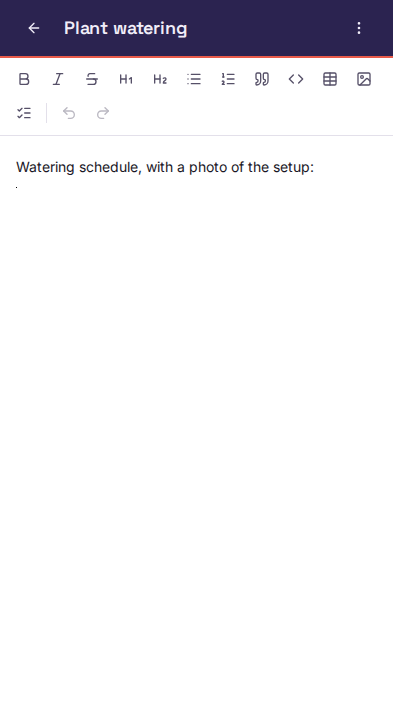 Plant watering
H1 H2
Watering schedule, with a photo of the setup: